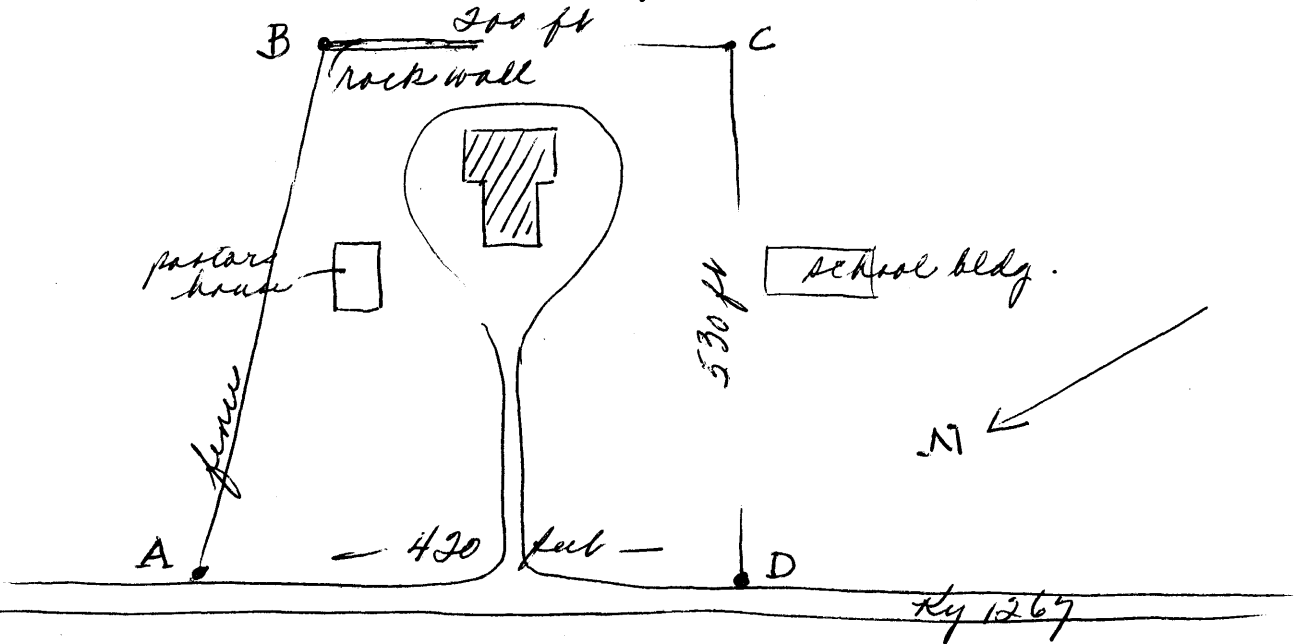 200 ft
B
C
rock wall
pastors
house
school bldg.
530 ft
fence
N
A
– 420 feet –
D
Ky 1267